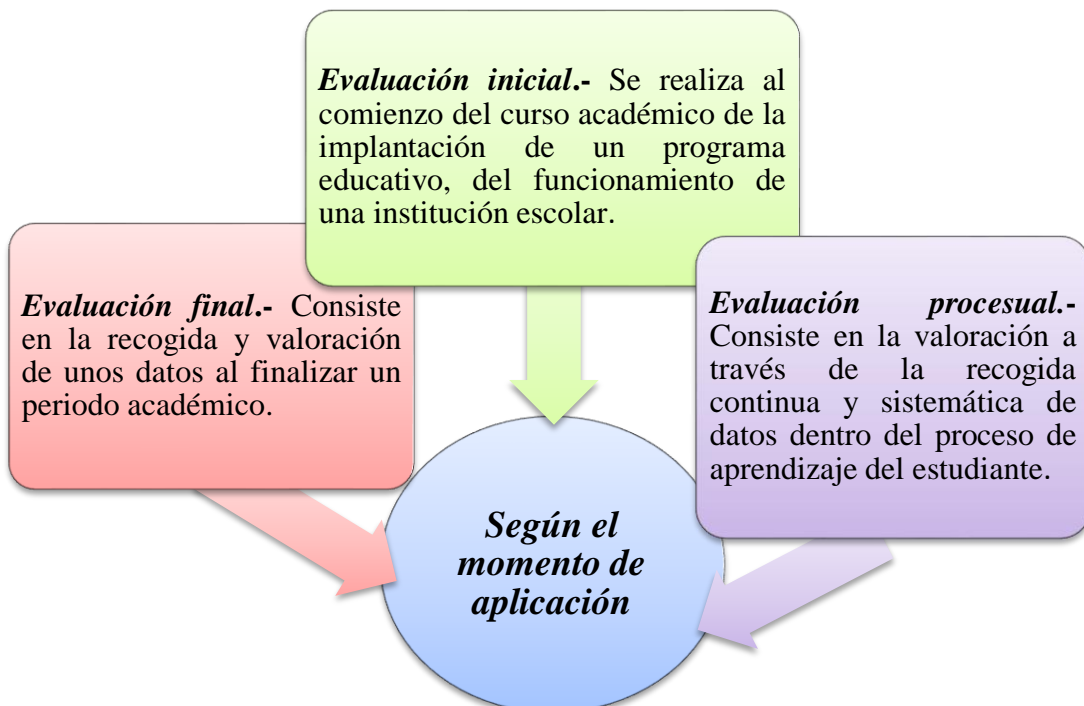 Evaluación inicial.- Se realiza al
comienzo del curso académico de la
implantación de un programa
educativo, del funcionamiento de
una institución escolar.
Evaluación final.- Consiste
en la recogida y valoración
de unos datos al finalizar un
periodo académico.
Evaluación procesual.-
Consiste en la valoración a
través de la recogida
continua y sistemática de
datos dentro del proceso de
aprendizaje del estudiante.
Según el
momento de
aplicación